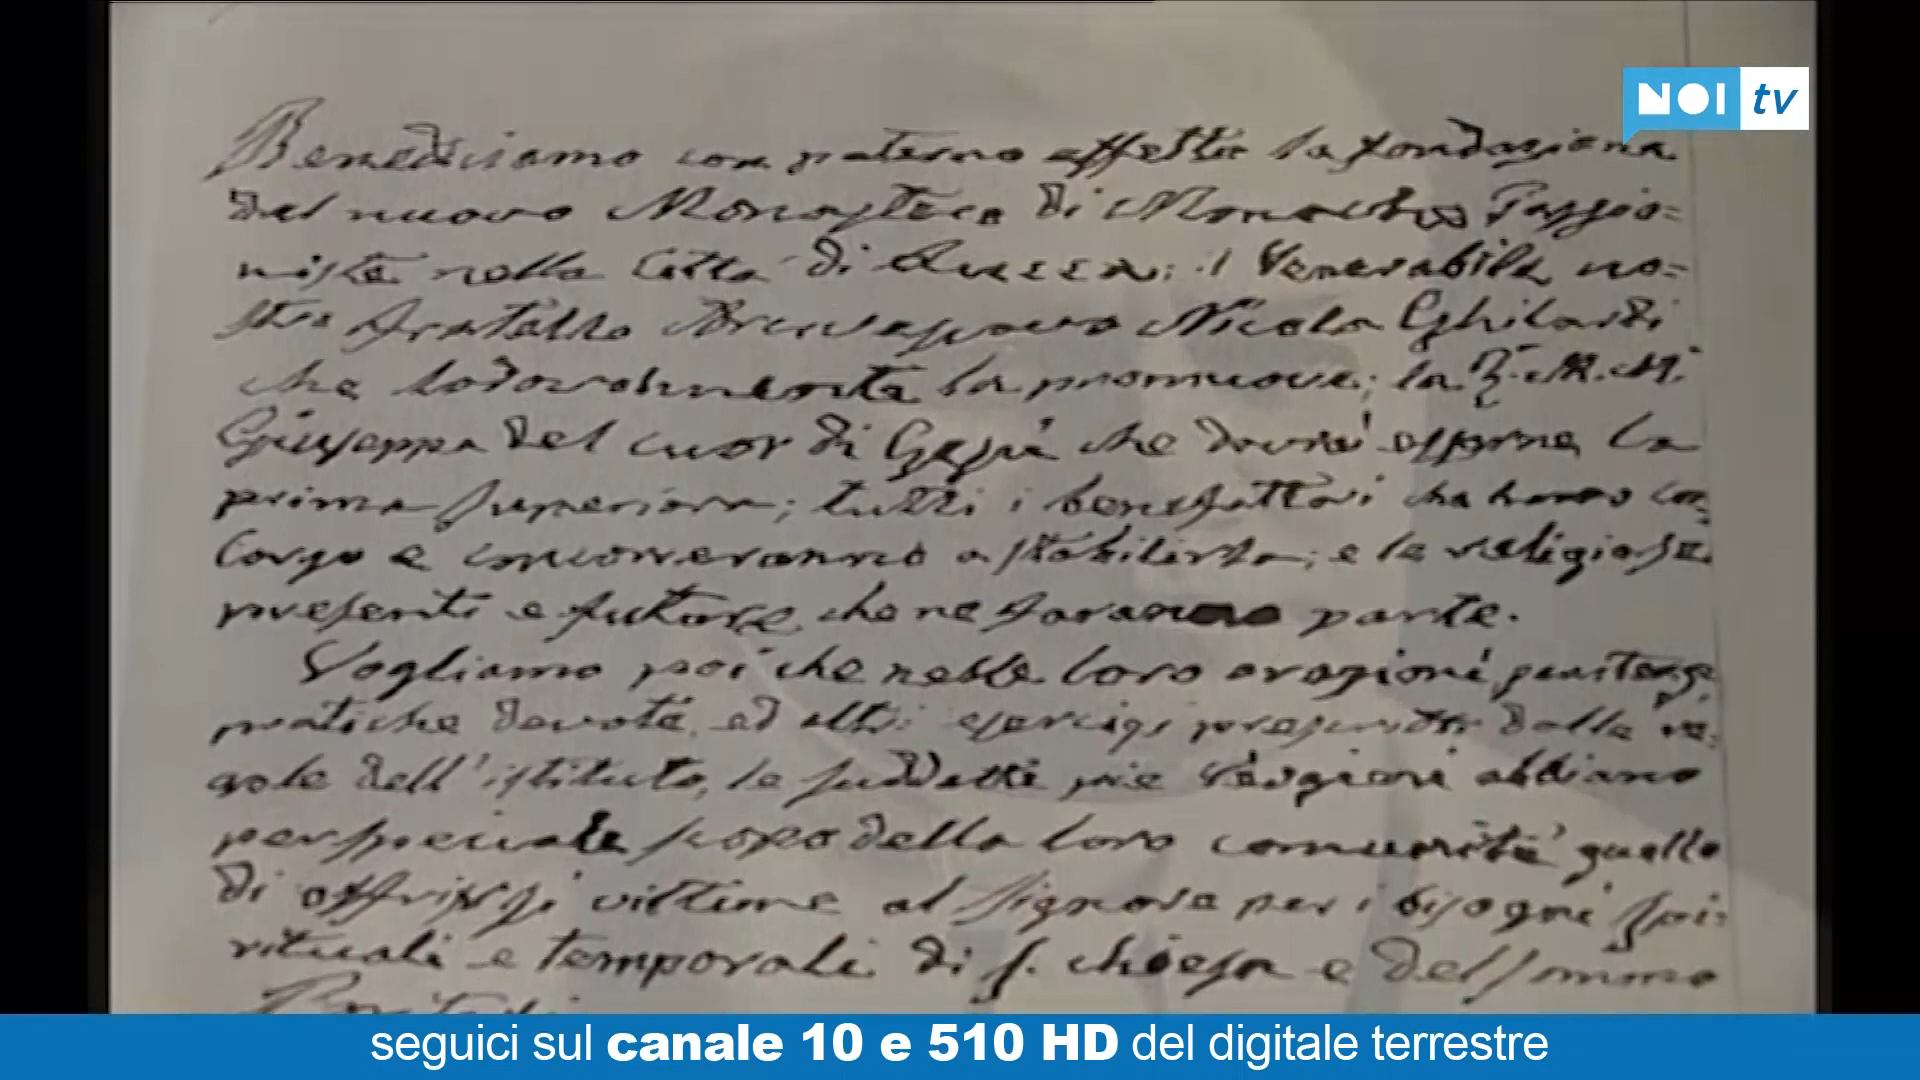 NOI tv
Benediciamo con paterno affetto la fondazione
del nuovo Monastero di Monache Passio=
niste nella Città di Lucca: il Venerabile no=
stro Fratello Arcivescovo Nicola Ghilardi
che lodevolmente la promuove; la R. M. M.
Giuseppa del Cuor di Gesù che dovrà esserne la
prima Superiora; tutti i benefattori che hanno con=
corso e concorreranno a stabilirla; e le religiose
presenti e future che ne faranno parte.
Vogliamo poi che nelle loro orazioni, penitenze,
pratiche devote, ed altri esercizi prescritti dalle re=
gole dell'istituto, le suddette pie Vergini abbiano
per speciale scopo della loro comunità quello
di offrirsi vittime al Signore per i bisogni spi=
rituali e temporali di S. Chiesa e del Sommo
seguici sul canale 10 e 510 HD del digitale terrestre